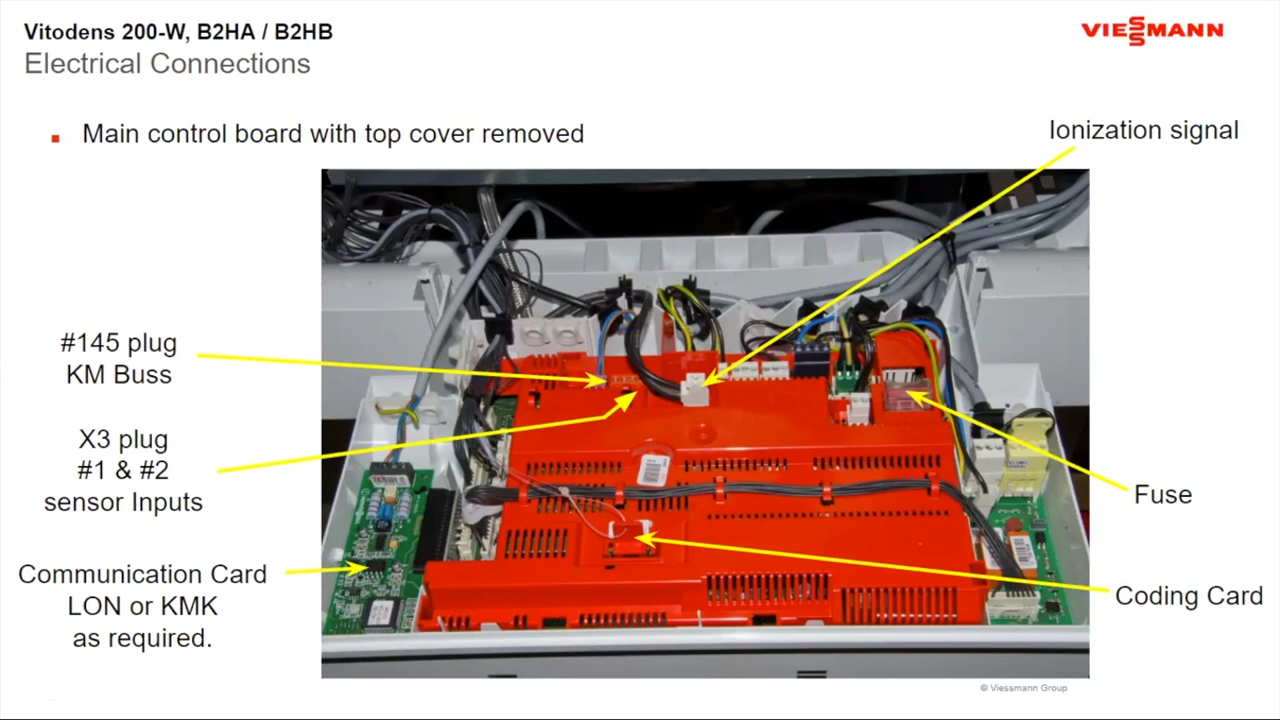 Vitodens 200-W, B2HA / B2HB
VIESSMANN
Electrical Connections
Main control board with top cover removed
Ionization signal
#145 plug
KM Buss
X3 plug
#1 & #2
sensor Inputs
Fuse
Communication Card
LON or KMK
as required.
Coding Card
© Viessmann Group